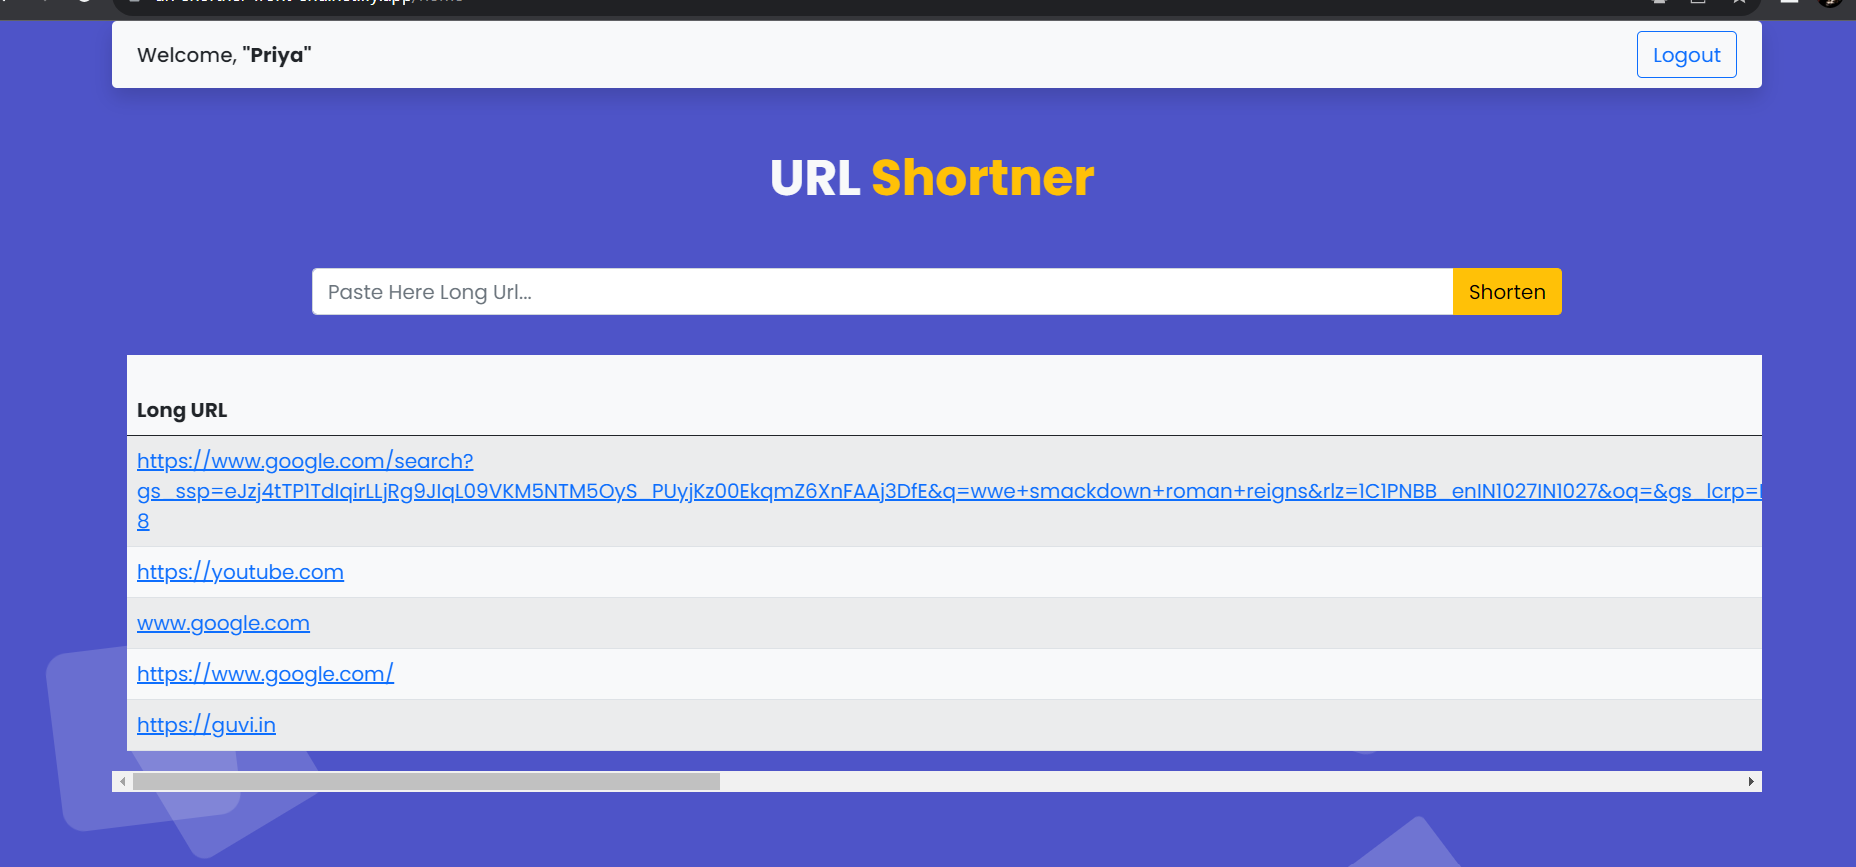 Welcome, "Priya"
Logout
URL Shortner
Paste Here Long Url...
Shorten
Long URL
https://www.google.com/search?
gs_ssp=eJzj4tTP1TdIqirLLjRg9JIqL09VKM5NTM5OyS_PUyjKz00EkqmZ6XnFAAj3DfE&q=wwe+smackdown+roman+reigns&rlz=1C1PNBB_enIN1027IN1027&oq=&gs_lcrp=
8
https://youtube.com
www.google.com
https://www.google.com/
https://guvi.in